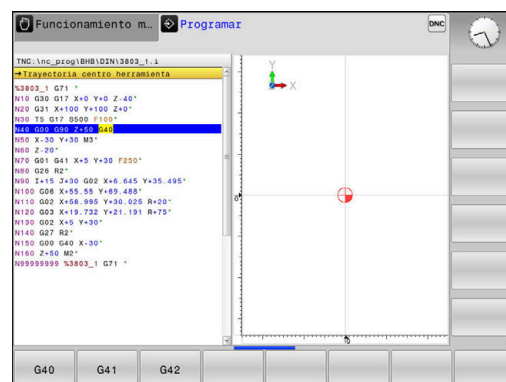 Funcionamiento m...
Programar
DNC
TNC:\nc_prog\BHB\DIN\3803_1.i
→Trayectoria centro herramienta
%3803_1 G71 *
N10 G30 G17 X+0 Y+0 Z-40*
N20 G31 X+100 Y+100 Z+0*
N30 T5 G17 S500 F100*
N40 G00 G90 Z+50 G40
N50 X-30 Y+30 M3*
N60 Z-20*
N70 G01 G41 X+5 Y+30 F250*
N80 G26 R2*
N90 I+15 J+30 G02 X+6.645 Y+35.495*
N100 G06 X+55.55 Y+69.488*
N110 G02 X+58.995 Y+30.025 R+20*
N120 G03 X+19.732 Y+21.191 R+75*
N130 G02 X+5 Y+30*
N140 G27 R2*
N150 G00 G40 X-30*
N160 Z+50 M2*
N99999999 %3803_1 G71 *
Y
X
0
0
G40
G41
G42